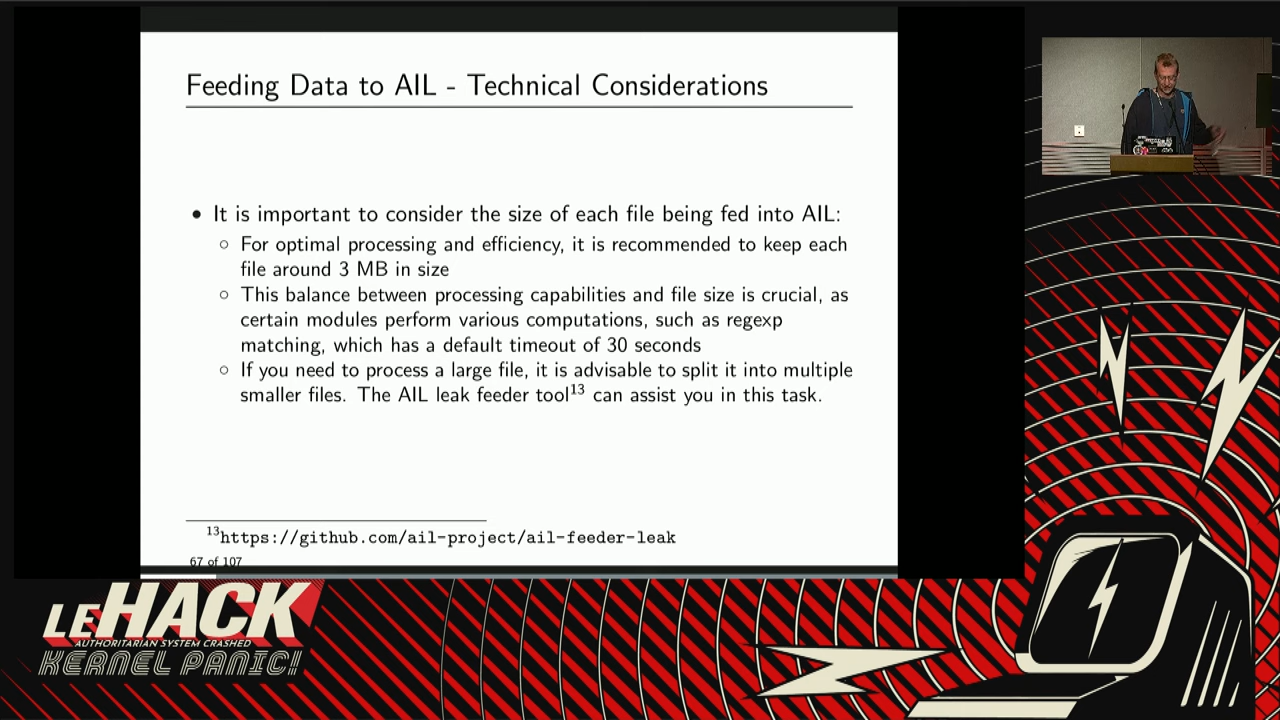 Feeding Data to AIL - Technical Considerations
• It is important to consider the size of each file being fed into AIL:
○ For optimal processing and efficiency, it is recommended to keep each
file around 3 MB in size
○ This balance between processing capabilities and file size is crucial, as
certain modules perform various computations, such as regexp
matching, which has a default timeout of 30 seconds
○ If you need to process a large file, it is advisable to split it into multiple
smaller files. The AIL leak feeder tool¹³ can assist you in this task.
¹³https://github.com/ail-project/ail-feeder-leak
67 of 107
LEHACK
AUTHORITARIAN SYSTEM CRASHED
KERNEL PANIC!